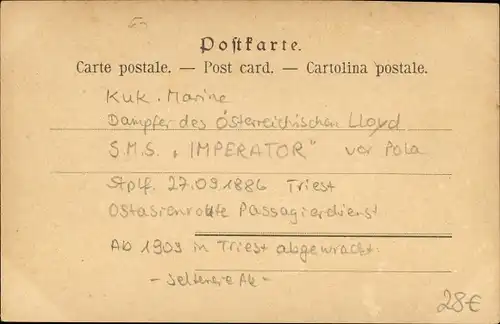 Postkarte.
Carte postale. — Post card. — Cartolina postale.
KuK. Marine
Dampfer des Österreichischen Lloyd
S.M.S. "IMPERATOR" vor Pola
Stplf. 27.09.1886 Triest
Ostasienroute Passagierdienst
Ab 1909 in Triest abgewrackt.
- seltenere Ak -
28€